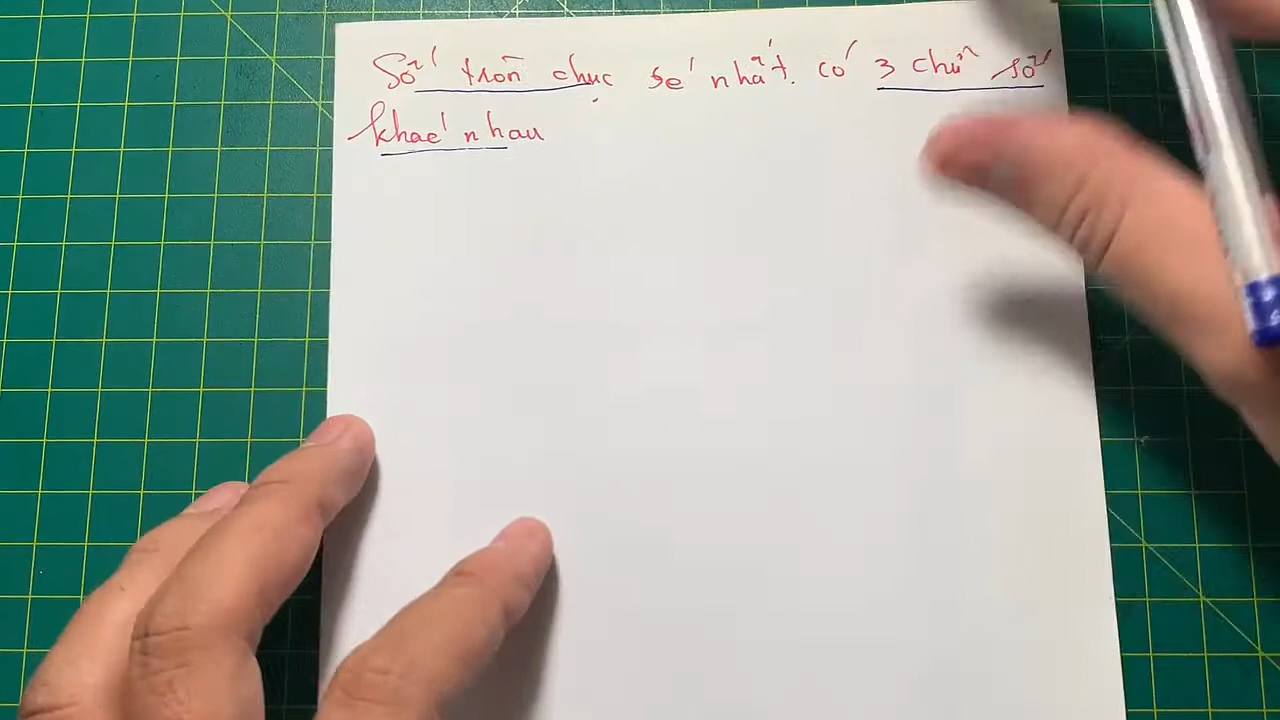 Số tròn chục bé nhất có 3 chữ số
khác nhau